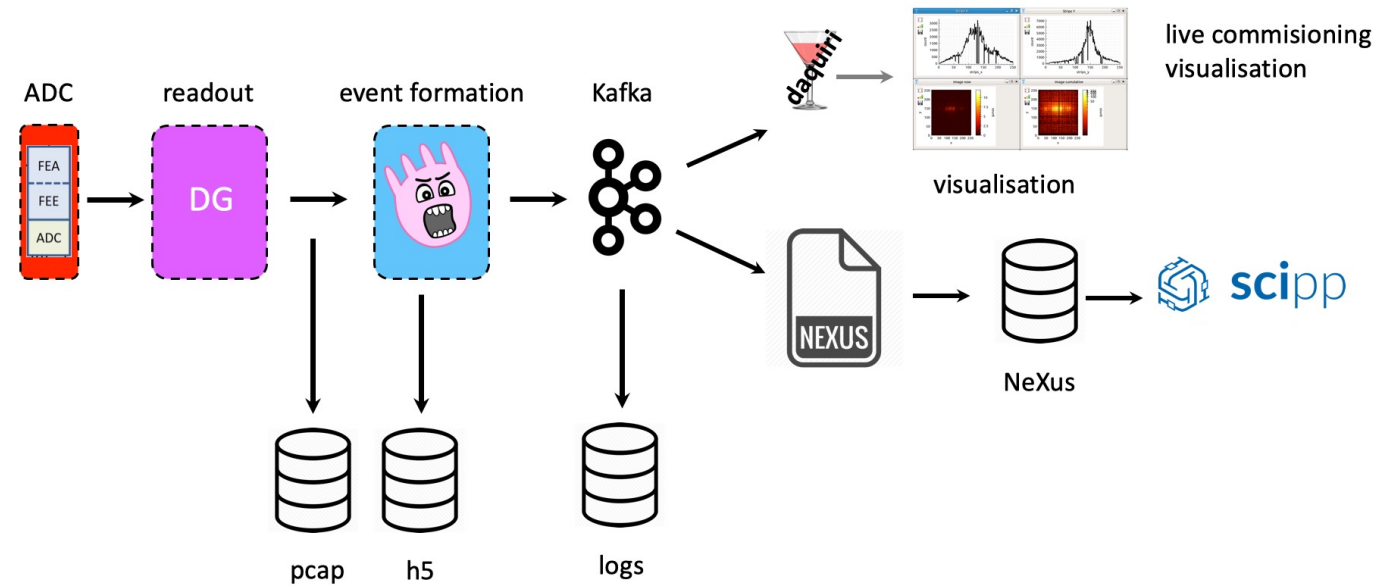 ADC
readout
event formation
Kafka
daquiri
live commisioning
visualisation
FEA
FEE
ADC
DG
visualisation
NEXUS
NeXus
scipp
pcap
h5
logs